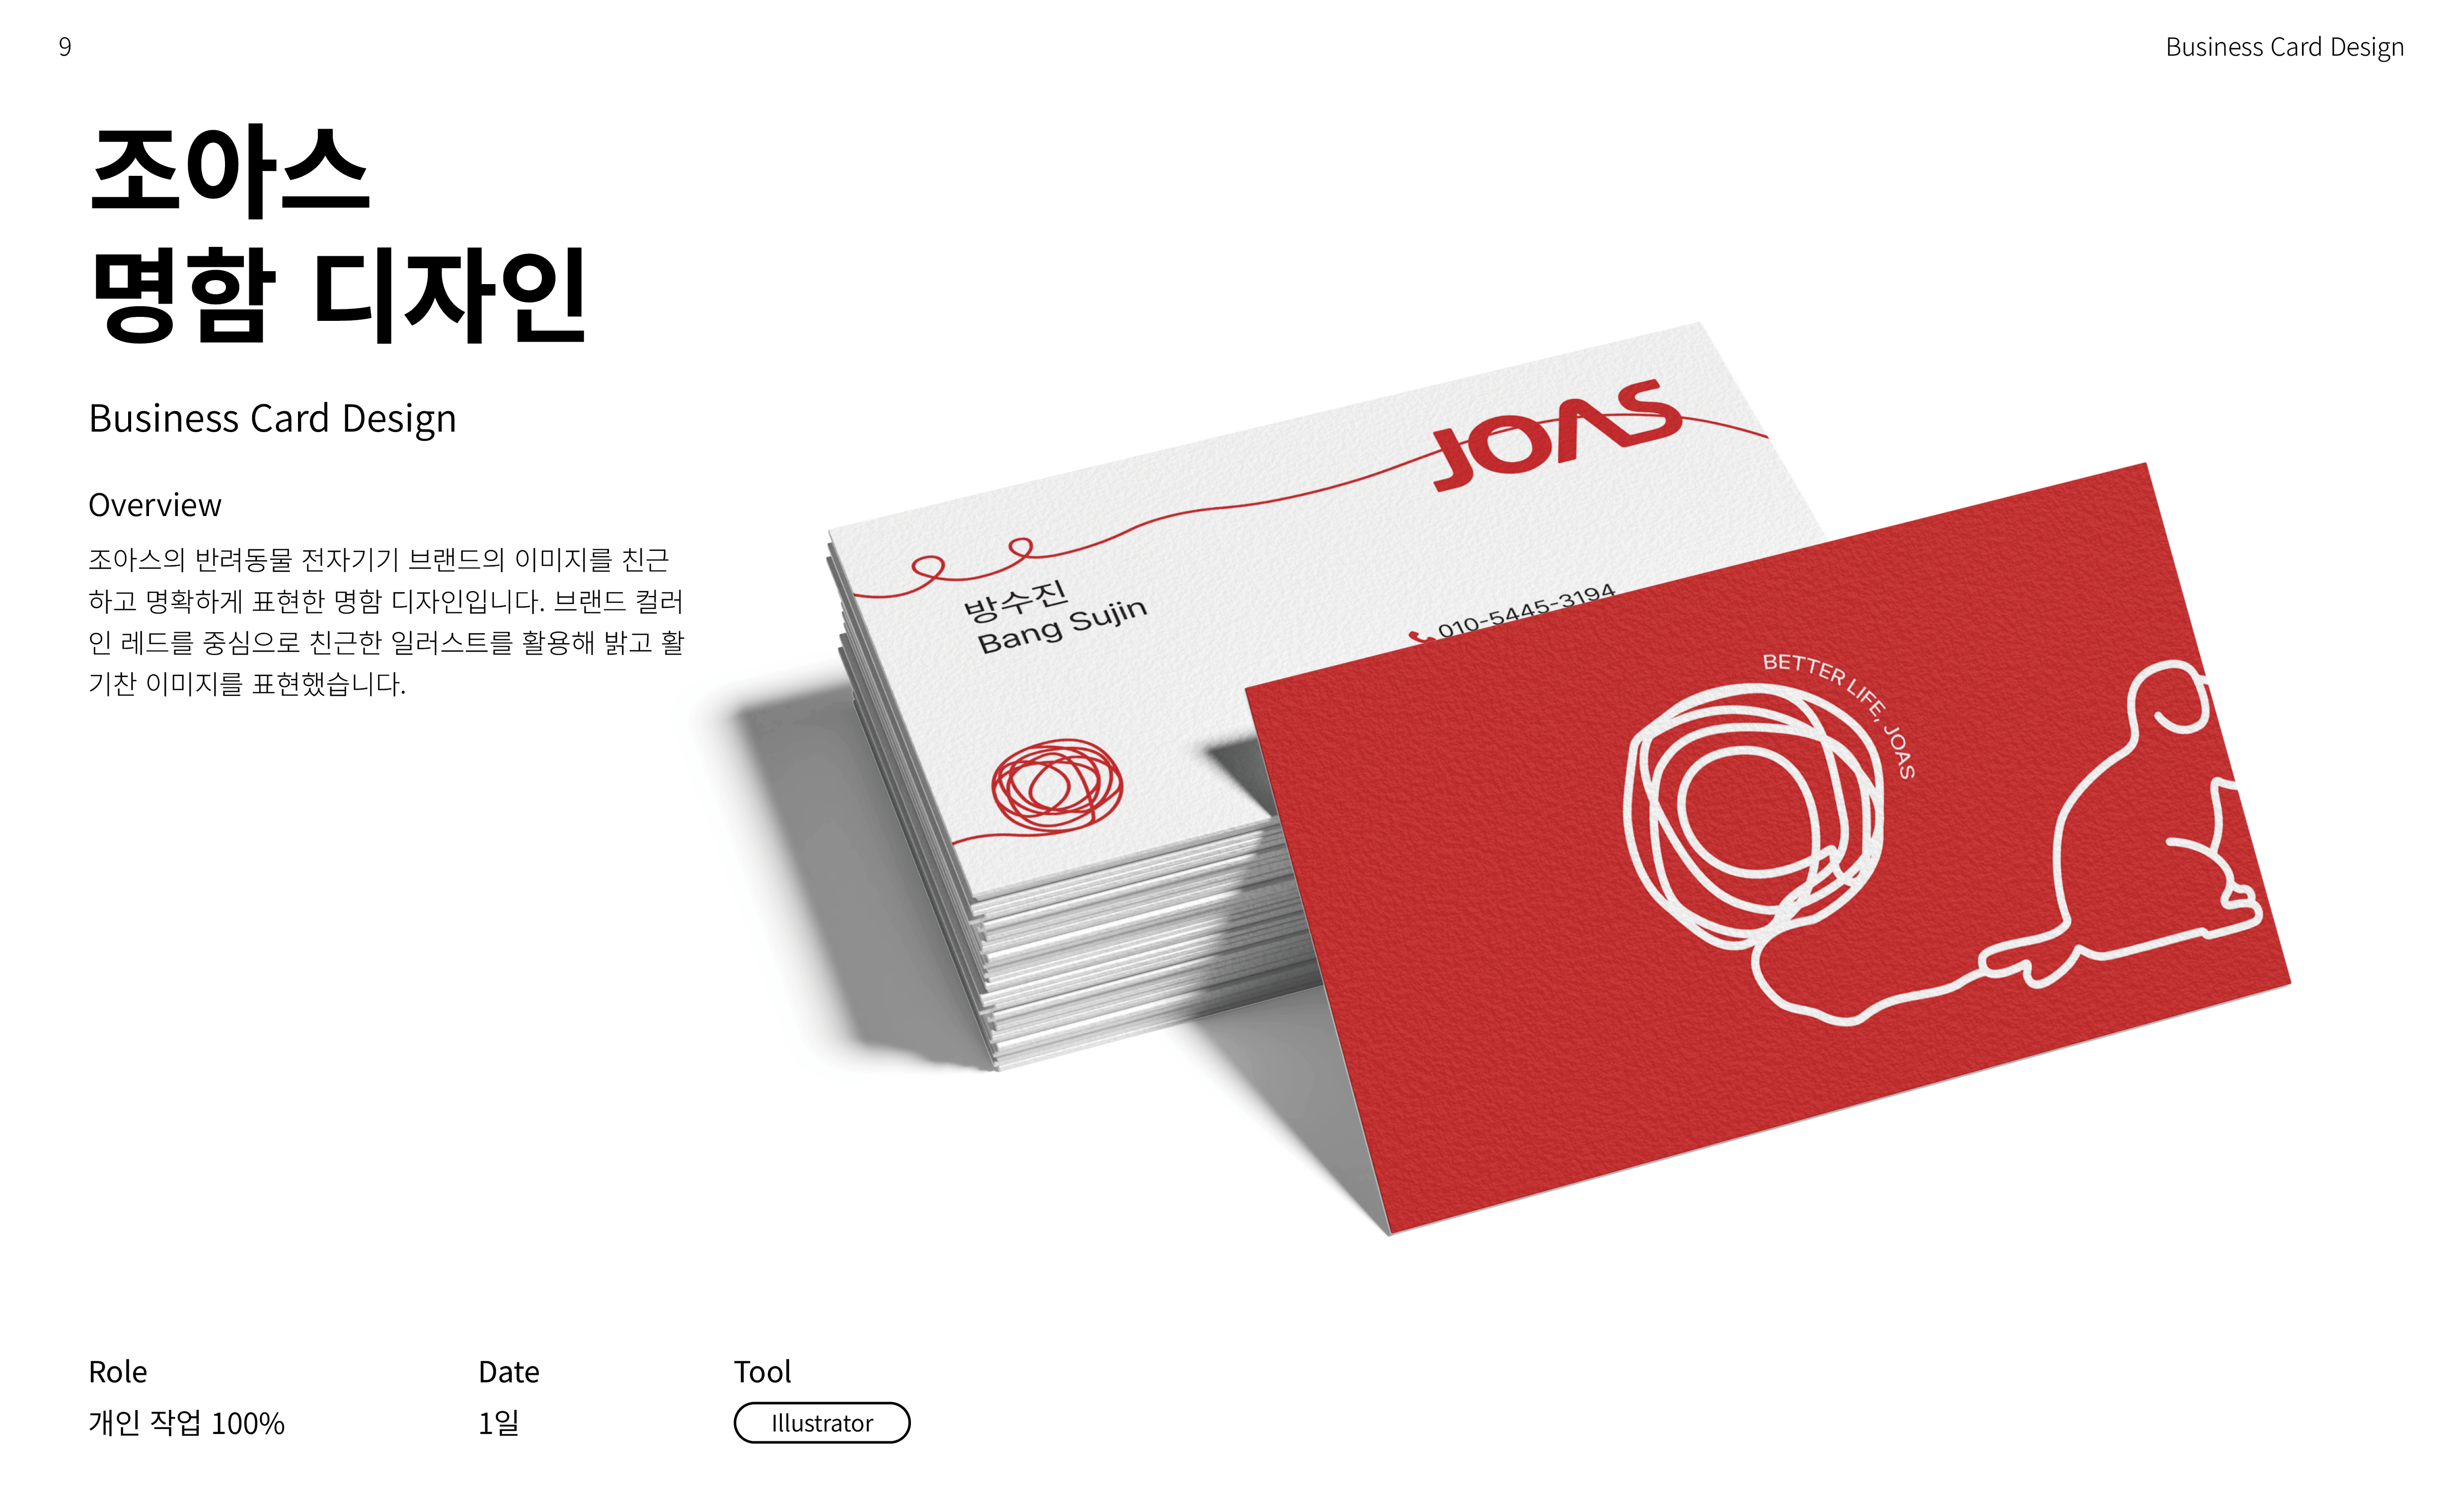 9
Business Card Design
조아스
명함 디자인
Business Card Design
Overview
조아스의 반려동물 전자기기 브랜드의 이미지를 친근
하고 명확하게 표현한 명함 디자인입니다. 브랜드 컬러
인 레드를 중심으로 친근한 일러스트를 활용해 밝고 활
기찬 이미지를 표현했습니다.
JOAS
방수진
Bang Sujin
010-5445-3194
BETTER LIFE, JOAS
Role
개인 작업 100%
Date
1일
Tool
Illustrator